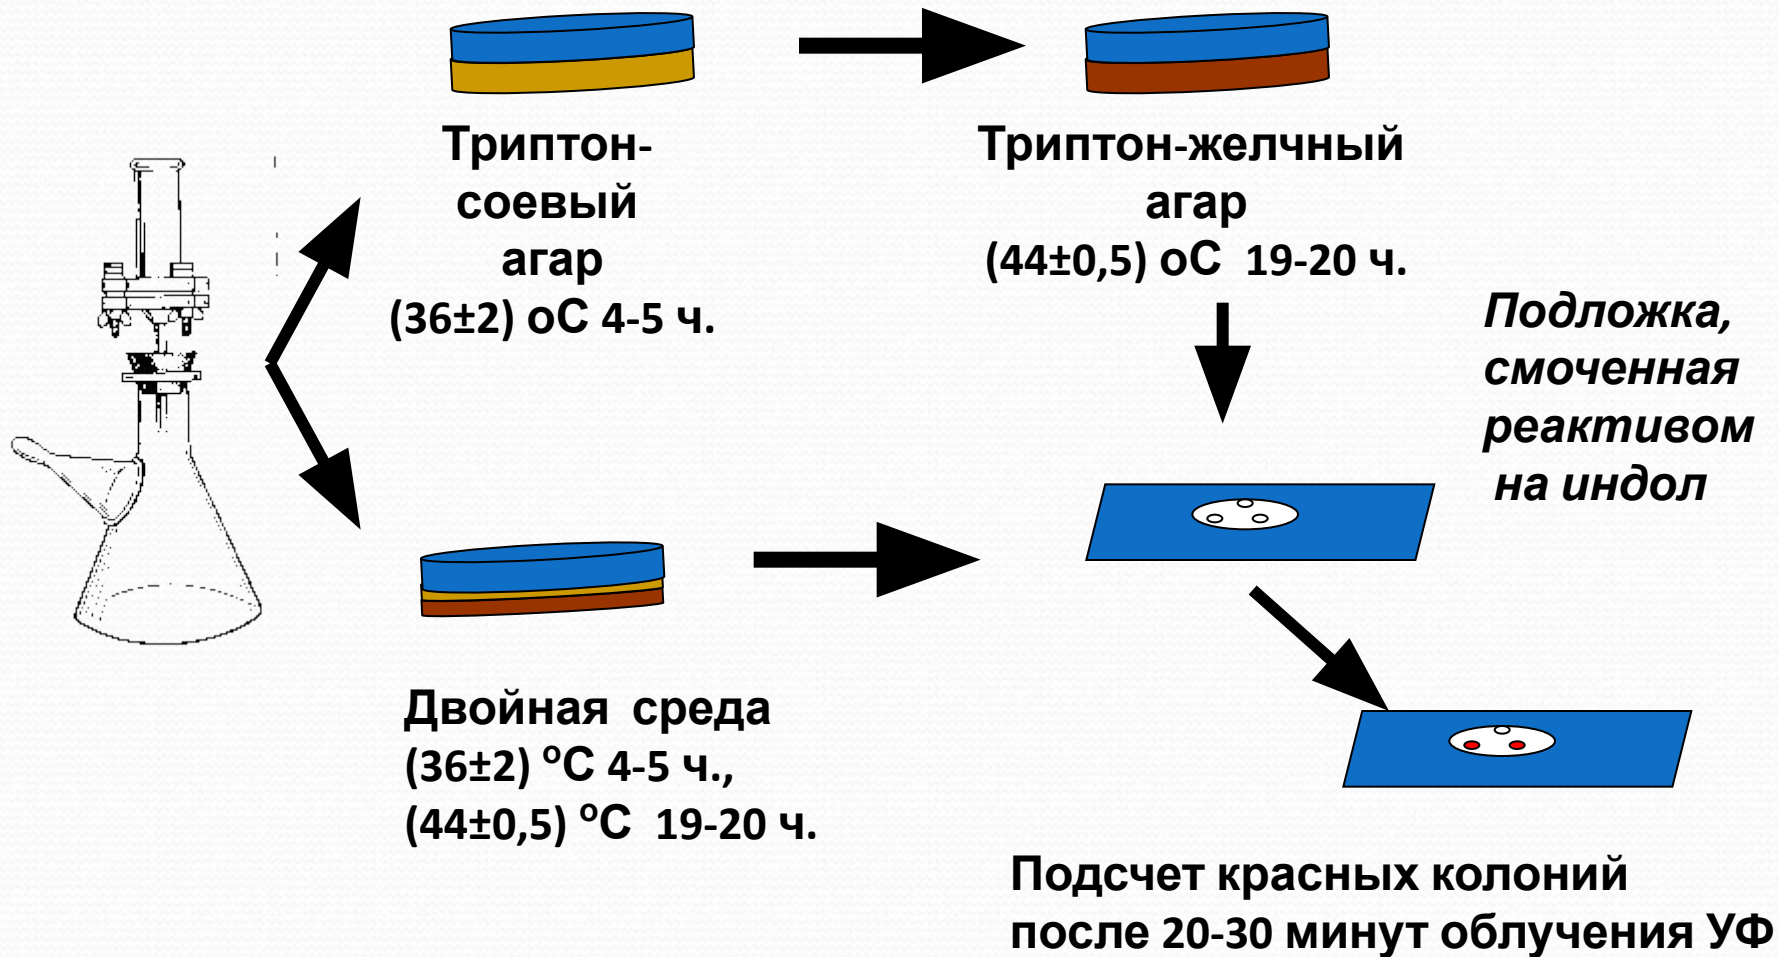 Триптон-
соевый
агар
(36±2) оС 4-5 ч.
Триптон-желчный
агар
(44±0,5) оС 19-20 ч.
Подложка,
смоченная
реактивом
на индол
Двойная среда
(36±2) ⁰С 4-5 ч.,
(44±0,5) ⁰С 19-20 ч.
Подсчет красных колоний
после 20-30 минут облучения УФ